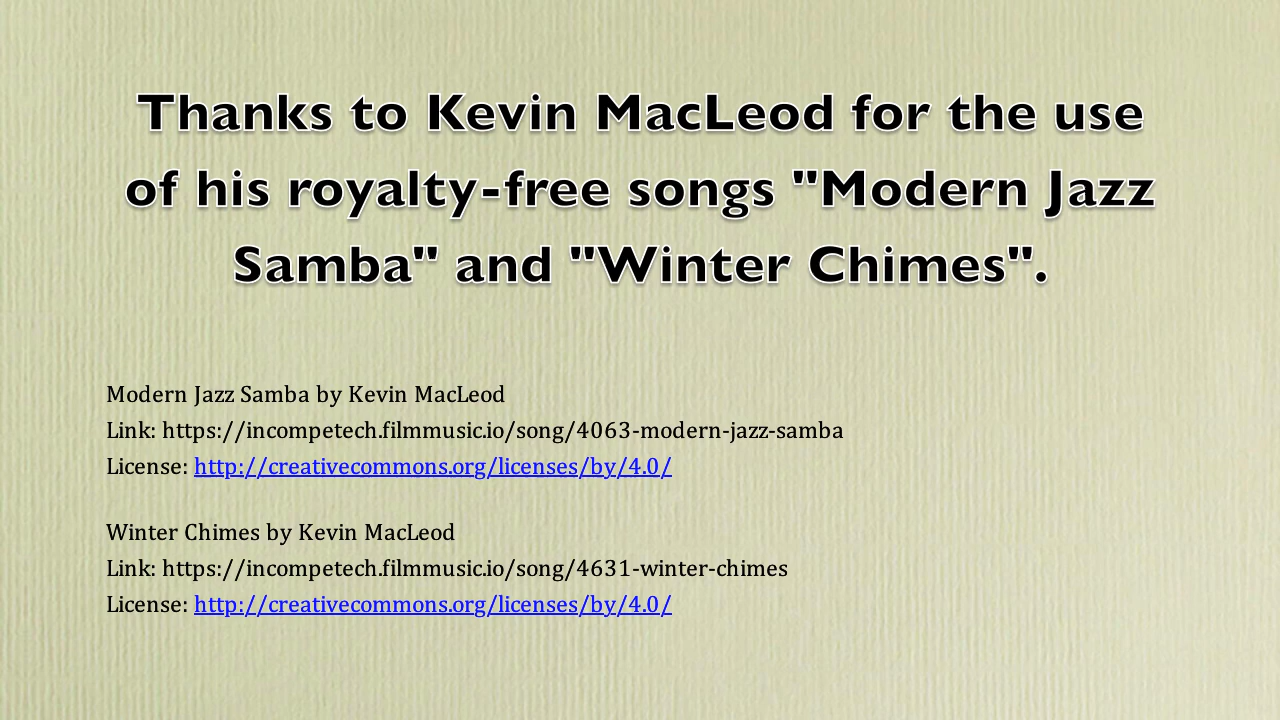 Thanks to Kevin MacLeod for the use
of his royalty-free songs "Modern Jazz
Samba" and "Winter Chimes".
Modern Jazz Samba by Kevin MacLeod
Link: https://incompetech.filmmusic.io/song/4063-modern-jazz-samba
License: http://creativecommons.org/licenses/by/4.0/
Winter Chimes by Kevin MacLeod
Link: https://incompetech.filmmusic.io/song/4631-winter-chimes
License: http://creativecommons.org/licenses/by/4.0/